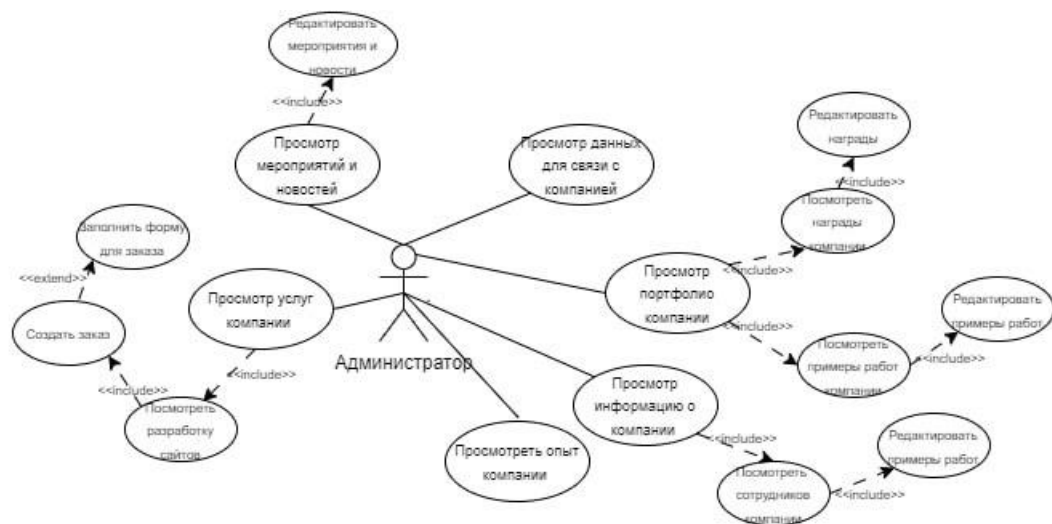 Редактировать
мероприятия и
новости
<<include>>
Просмотр
мероприятий и
новостей
Просмотр данных
для связи с
компанией
Редактировать
награды
<<include>>
Посмотреть
награды
компании
<<include>>
Просмотр
портфолио
компании
Заполнить форму
для заказа
<<extend>>
Создать заказ
<<include>>
Посмотреть
разработку
сайтов
<<include>>
Просмотр услуг
компании
Администратор
<<include>>
Посмотреть
примеры работ
компании
<<include>>
Редактировать
примеры работ
Просмотр
информацию о
компании
Просмотреть опыт
компании
<<include>>
Посмотреть
сотрудников
компании
<<include>>
Редактировать
примеры работ